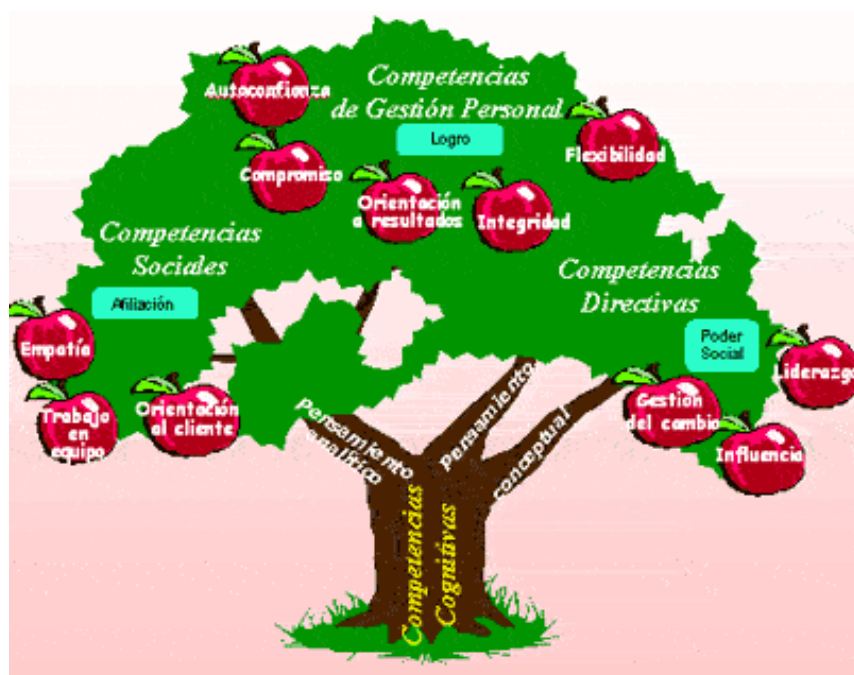 Autoconfianza
Competencias
de Gestión Personal
Logro
Flexibilidad
Compromiso
Orientación
a resultados
Integridad
Competencias
Sociales
Afiliación
Competencias
Directivas
Poder
Social
Empatía
Trabajo
en
equipo
Orientación
al cliente
Liderazgo
Gestión
del cambio
Influencia
pensamiento
analítico
pensamiento
conceptual
Competencias
Cognitivas